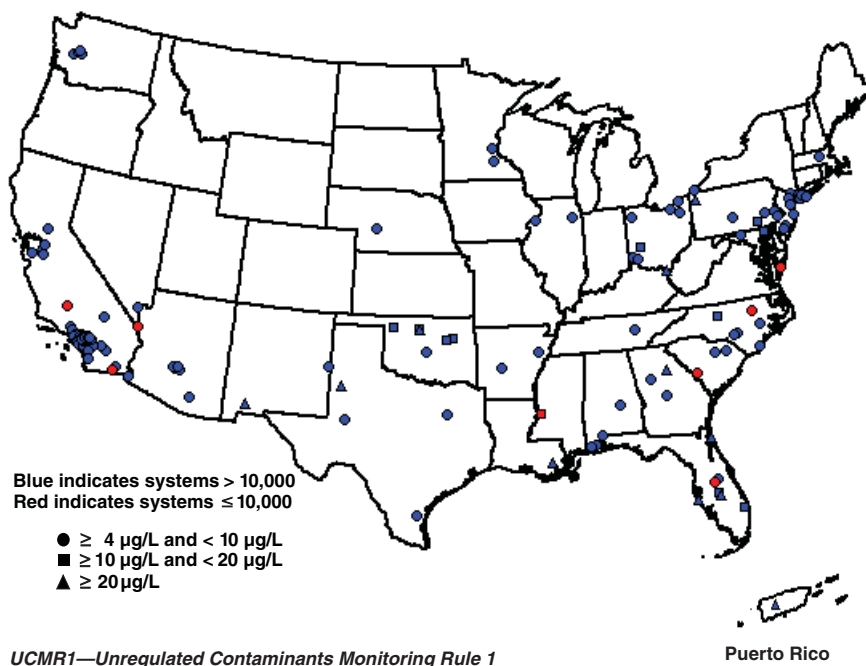 Blue indicates systems > 10,000
Red indicates systems ≤ 10,000
≥ 4 µg/L and < 10 µg/L
≥ 10 µg/L and < 20 µg/L
≥ 20 µg/L
UCMR1—Unregulated Contaminants Monitoring Rule 1
Puerto Rico